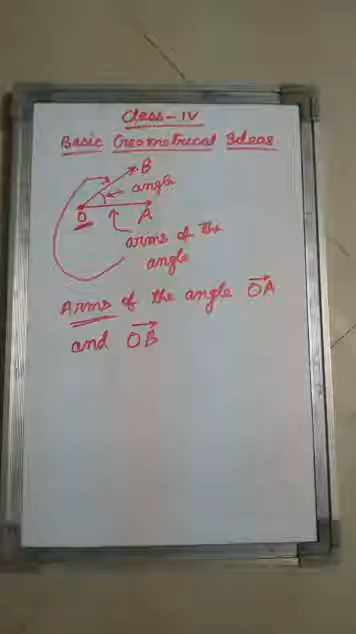 Class - IV
Basic Geometrical Ideas
B
angle
O
A
arms of the
angle
Arms of the angle OA
and OB